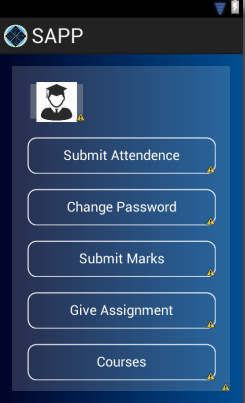 SAPP
Submit Attendence
Change Password
Submit Marks
Give Assignment
Courses